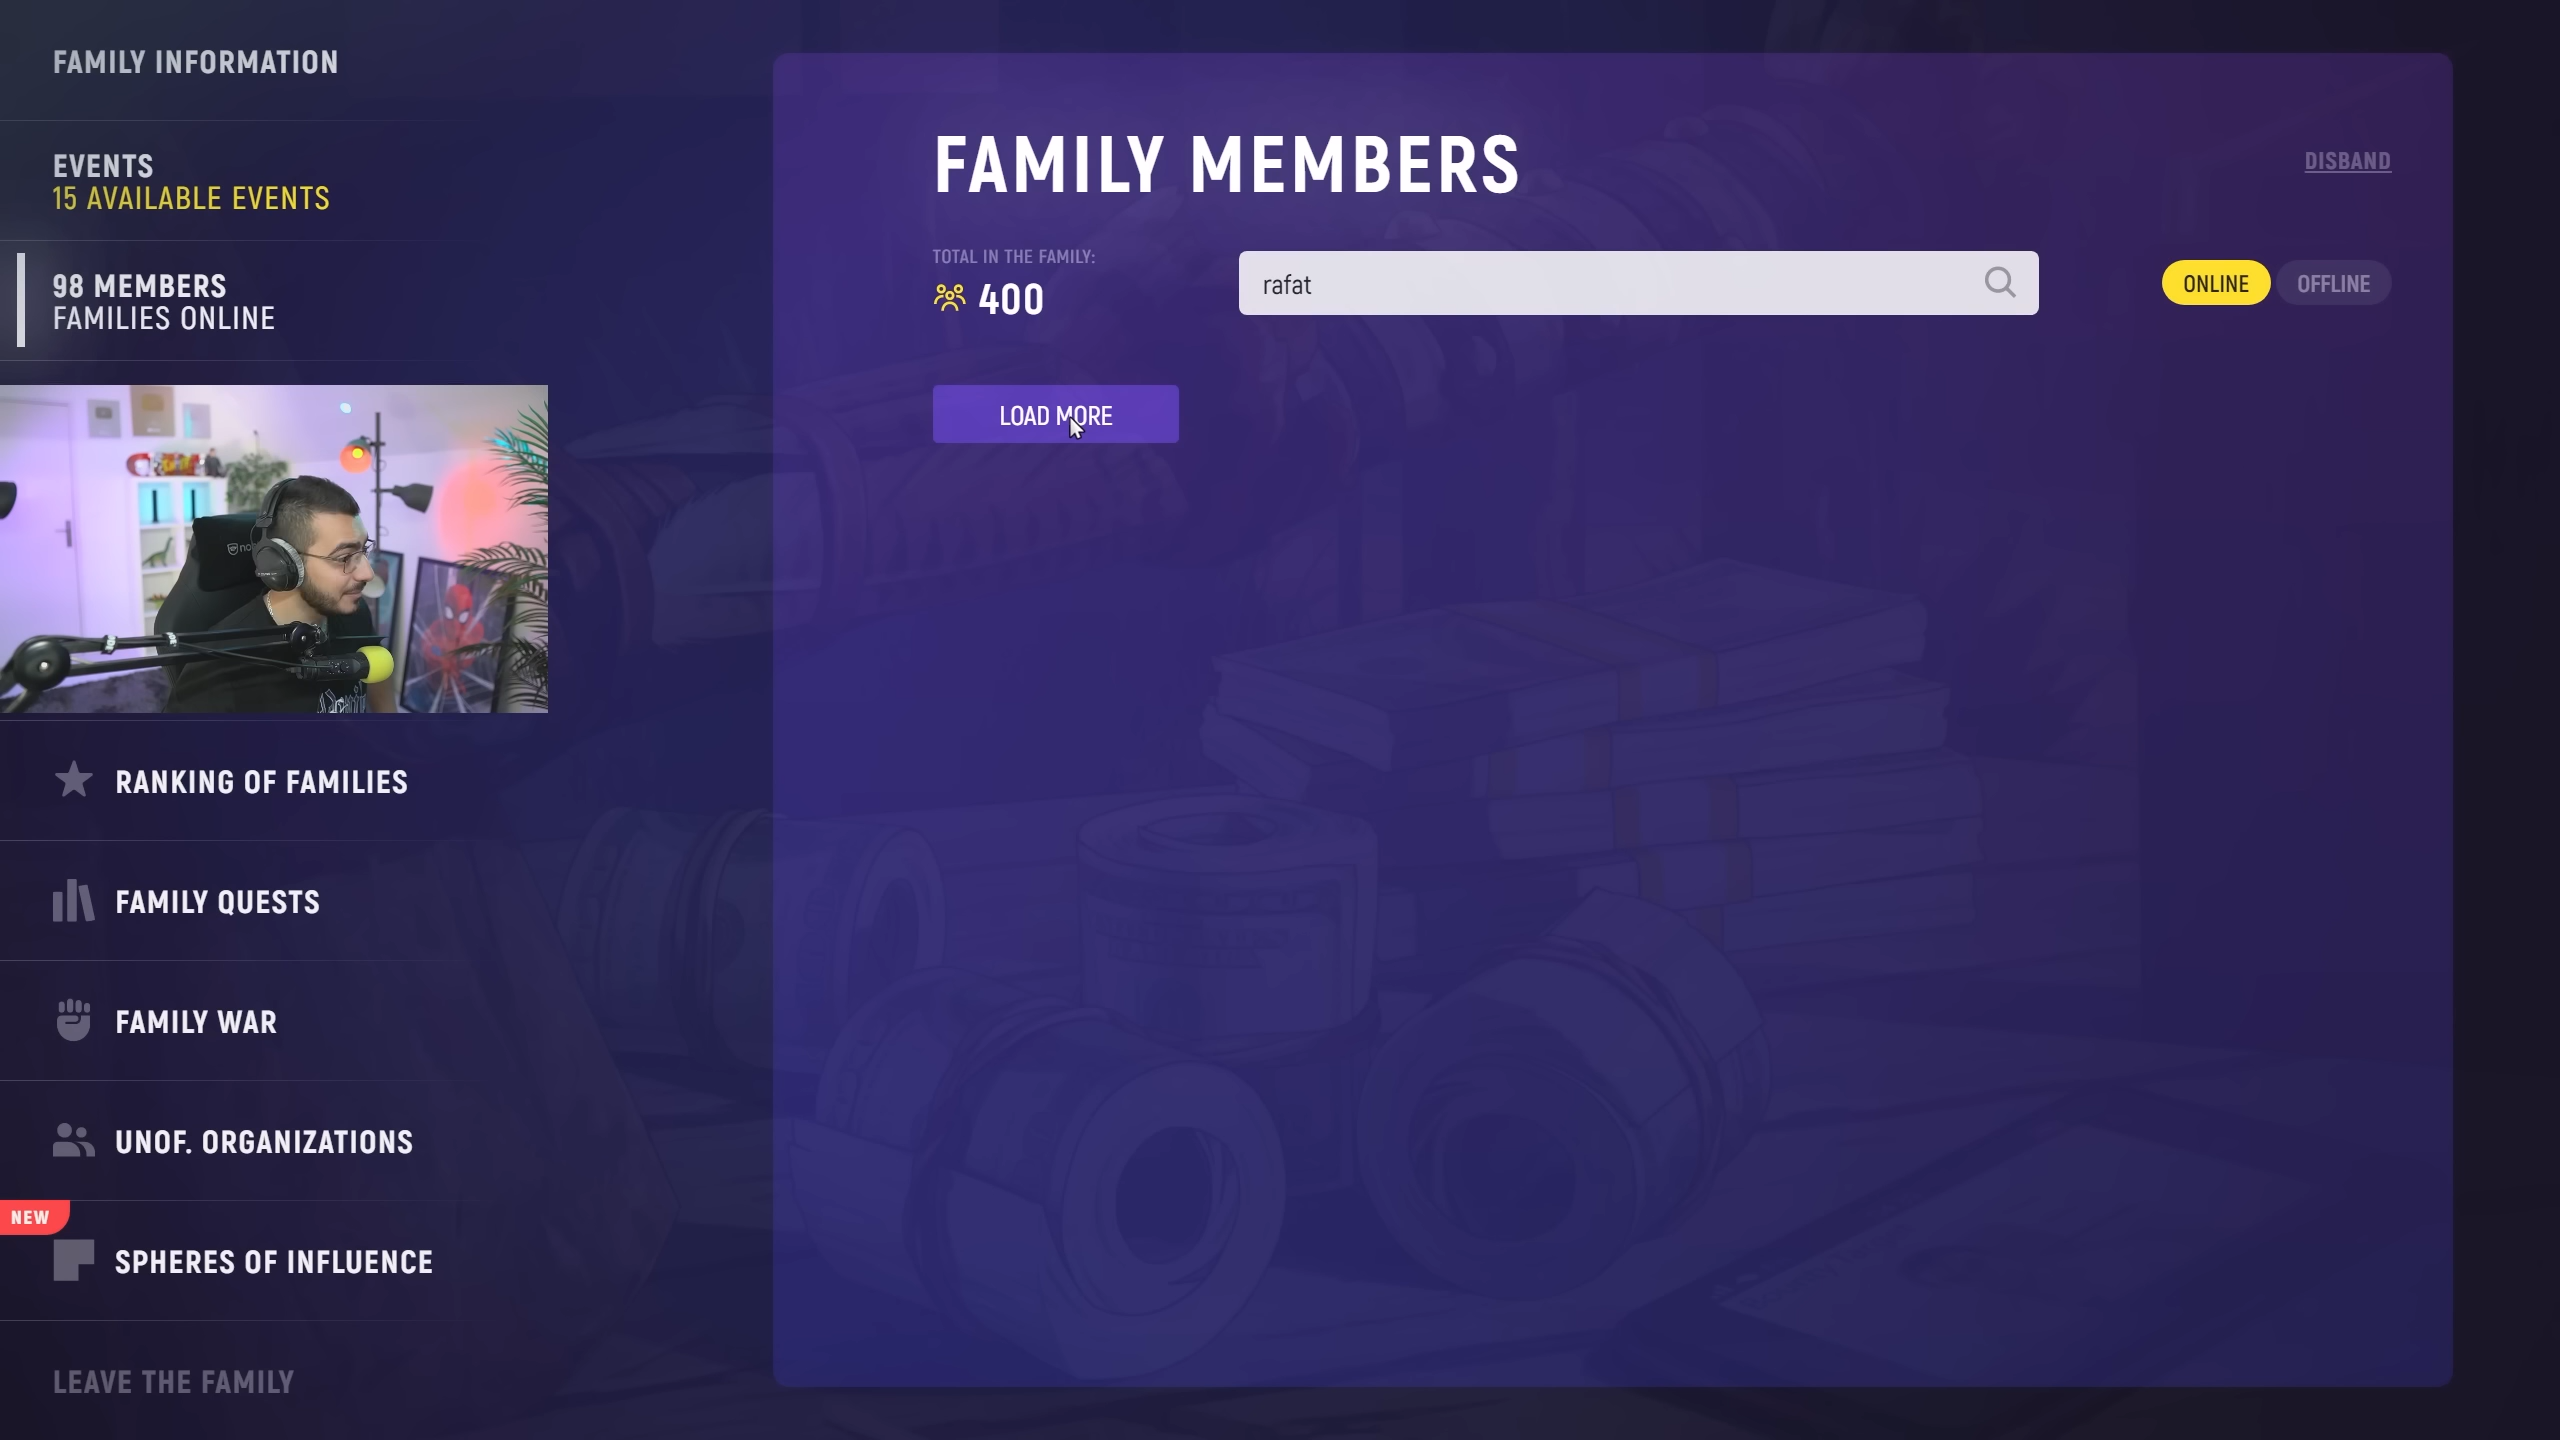 FAMILY INFORMATION
EVENTS
15 AVAILABLE EVENTS
98 MEMBERS
FAMILIES ONLINE
RANKING OF FAMILIES
FAMILY QUESTS
FAMILY WAR
UNOF. ORGANIZATIONS
NEW
SPHERES OF INFLUENCE
LEAVE THE FAMILY
FAMILY MEMBERS
DISBAND
TOTAL IN THE FAMILY:
400
rafat
ONLINE
OFFLINE
LOAD MORE